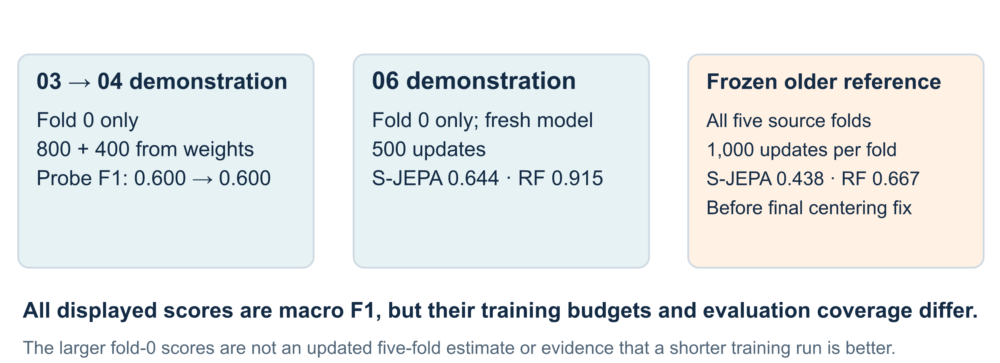 03 → 04 demonstration
Fold 0 only
800 + 400 from weights
Probe F1: 0.600 → 0.600
06 demonstration
Fold 0 only; fresh model
500 updates
S-JEPA 0.644 · RF 0.915
Frozen older reference
All five source folds
1,000 updates per fold
S-JEPA 0.438 · RF 0.667
Before final centering fix
All displayed scores are macro F1, but their training budgets and evaluation coverage differ.
The larger fold-0 scores are not an updated five-fold estimate or evidence that a shorter training run is better.